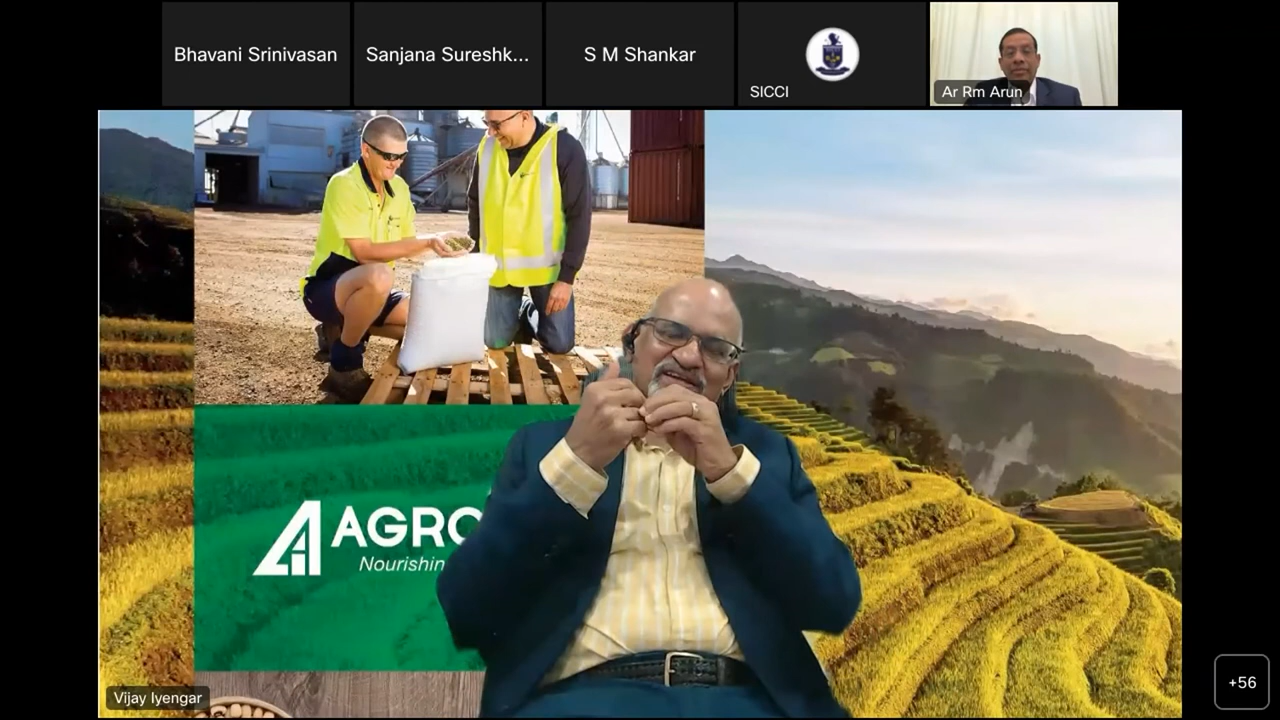 Bhavani Srinivasan
Sanjana Sureshk...
S M Shankar
SICCI
Ar Rm Arun
AGRO
Nourishin
Vijay Iyengar
+56